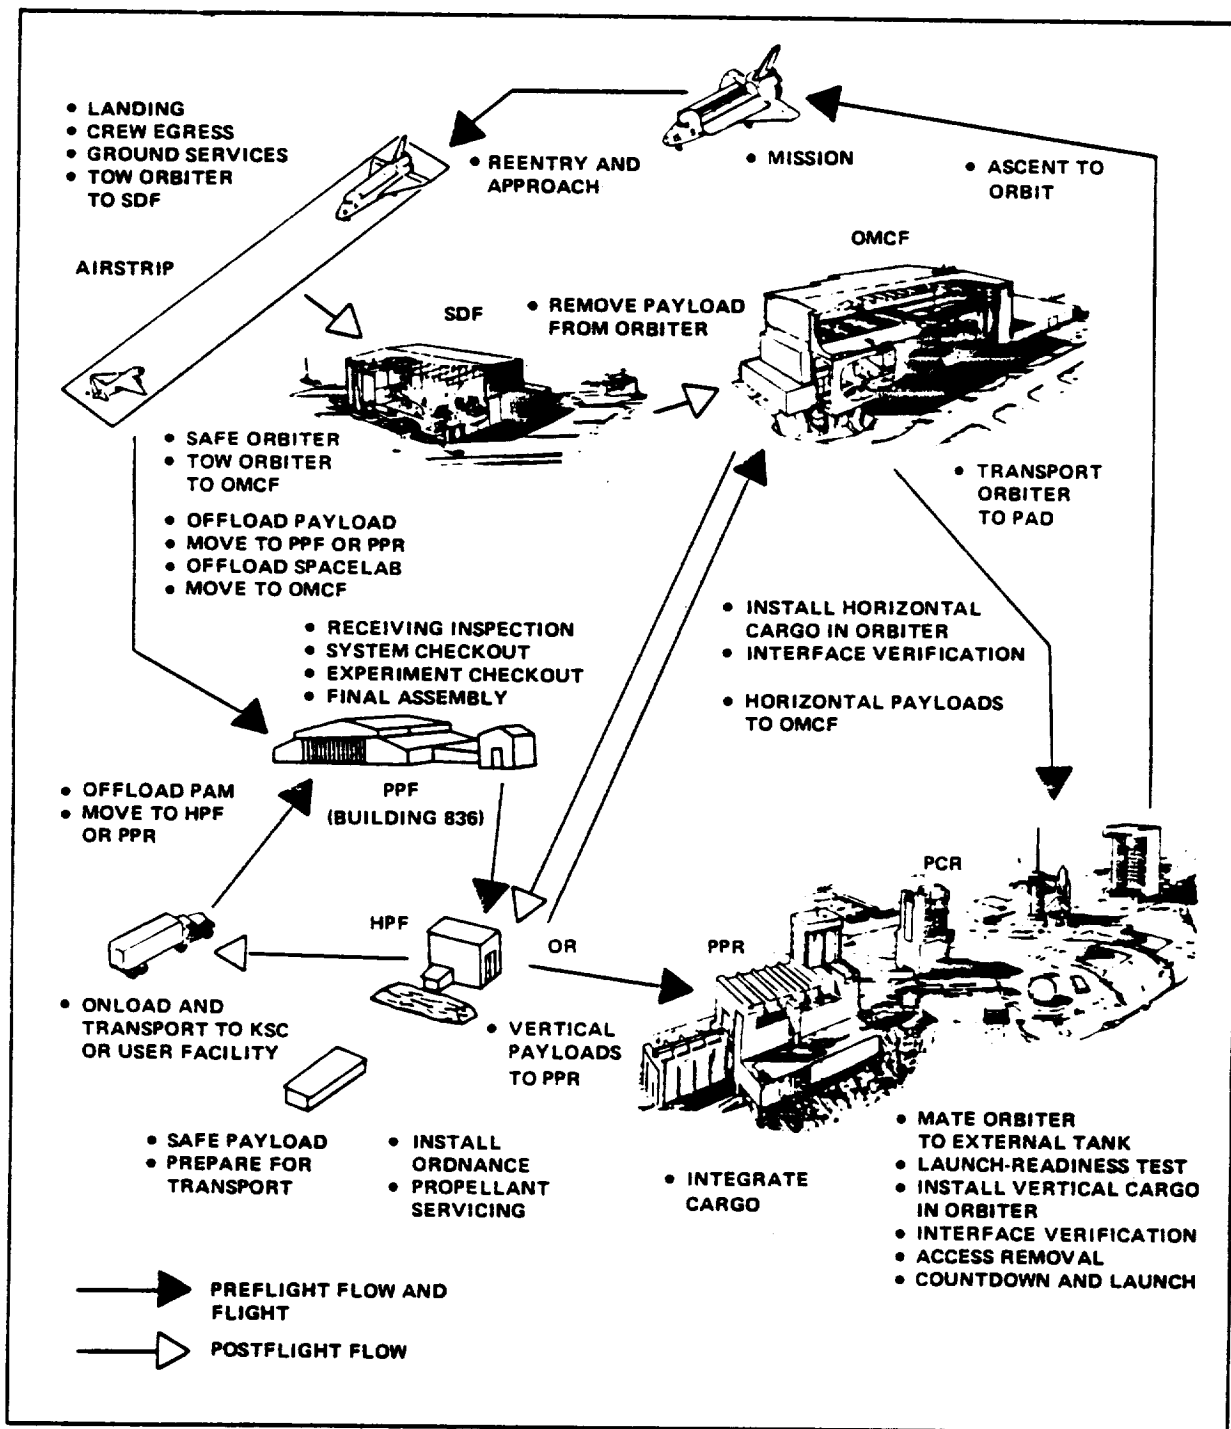 • LANDING
• CREW EGRESS
• GROUND SERVICES
• TOW ORBITER
TO SDF
• REENTRY AND
APPROACH
• MISSION
• ASCENT TO
ORBIT
AIRSTRIP
OMCF
SDF
• REMOVE PAYLOAD
FROM ORBITER
• SAFE ORBITER
• TOW ORBITER
TO OMCF
• OFFLOAD PAYLOAD
• MOVE TO PPF OR PPR
• OFFLOAD SPACELAB
• MOVE TO OMCF
• TRANSPORT
ORBITER
TO PAD
• RECEIVING INSPECTION
• SYSTEM CHECKOUT
• EXPERIMENT CHECKOUT
• FINAL ASSEMBLY
• INSTALL HORIZONTAL
CARGO IN ORBITER
• INTERFACE VERIFICATION
• HORIZONTAL PAYLOADS
TO OMCF
• OFFLOAD PAM
• MOVE TO HPF
OR PPR
PPF
(BUILDING 836)
PCR
HPF
OR
PPR
• ONLOAD AND
TRANSPORT TO KSC
OR USER FACILITY
• VERTICAL
PAYLOADS
TO PPR
• SAFE PAYLOAD
• PREPARE FOR
TRANSPORT
• INSTALL
ORDNANCE
• PROPELLANT
SERVICING
• INTEGRATE
CARGO
• MATE ORBITER
TO EXTERNAL TANK
• LAUNCH-READINESS TEST
• INSTALL VERTICAL CARGO
IN ORBITER
• INTERFACE VERIFICATION
• ACCESS REMOVAL
• COUNTDOWN AND LAUNCH
PREFLIGHT FLOW AND
FLIGHT
POSTFLIGHT FLOW